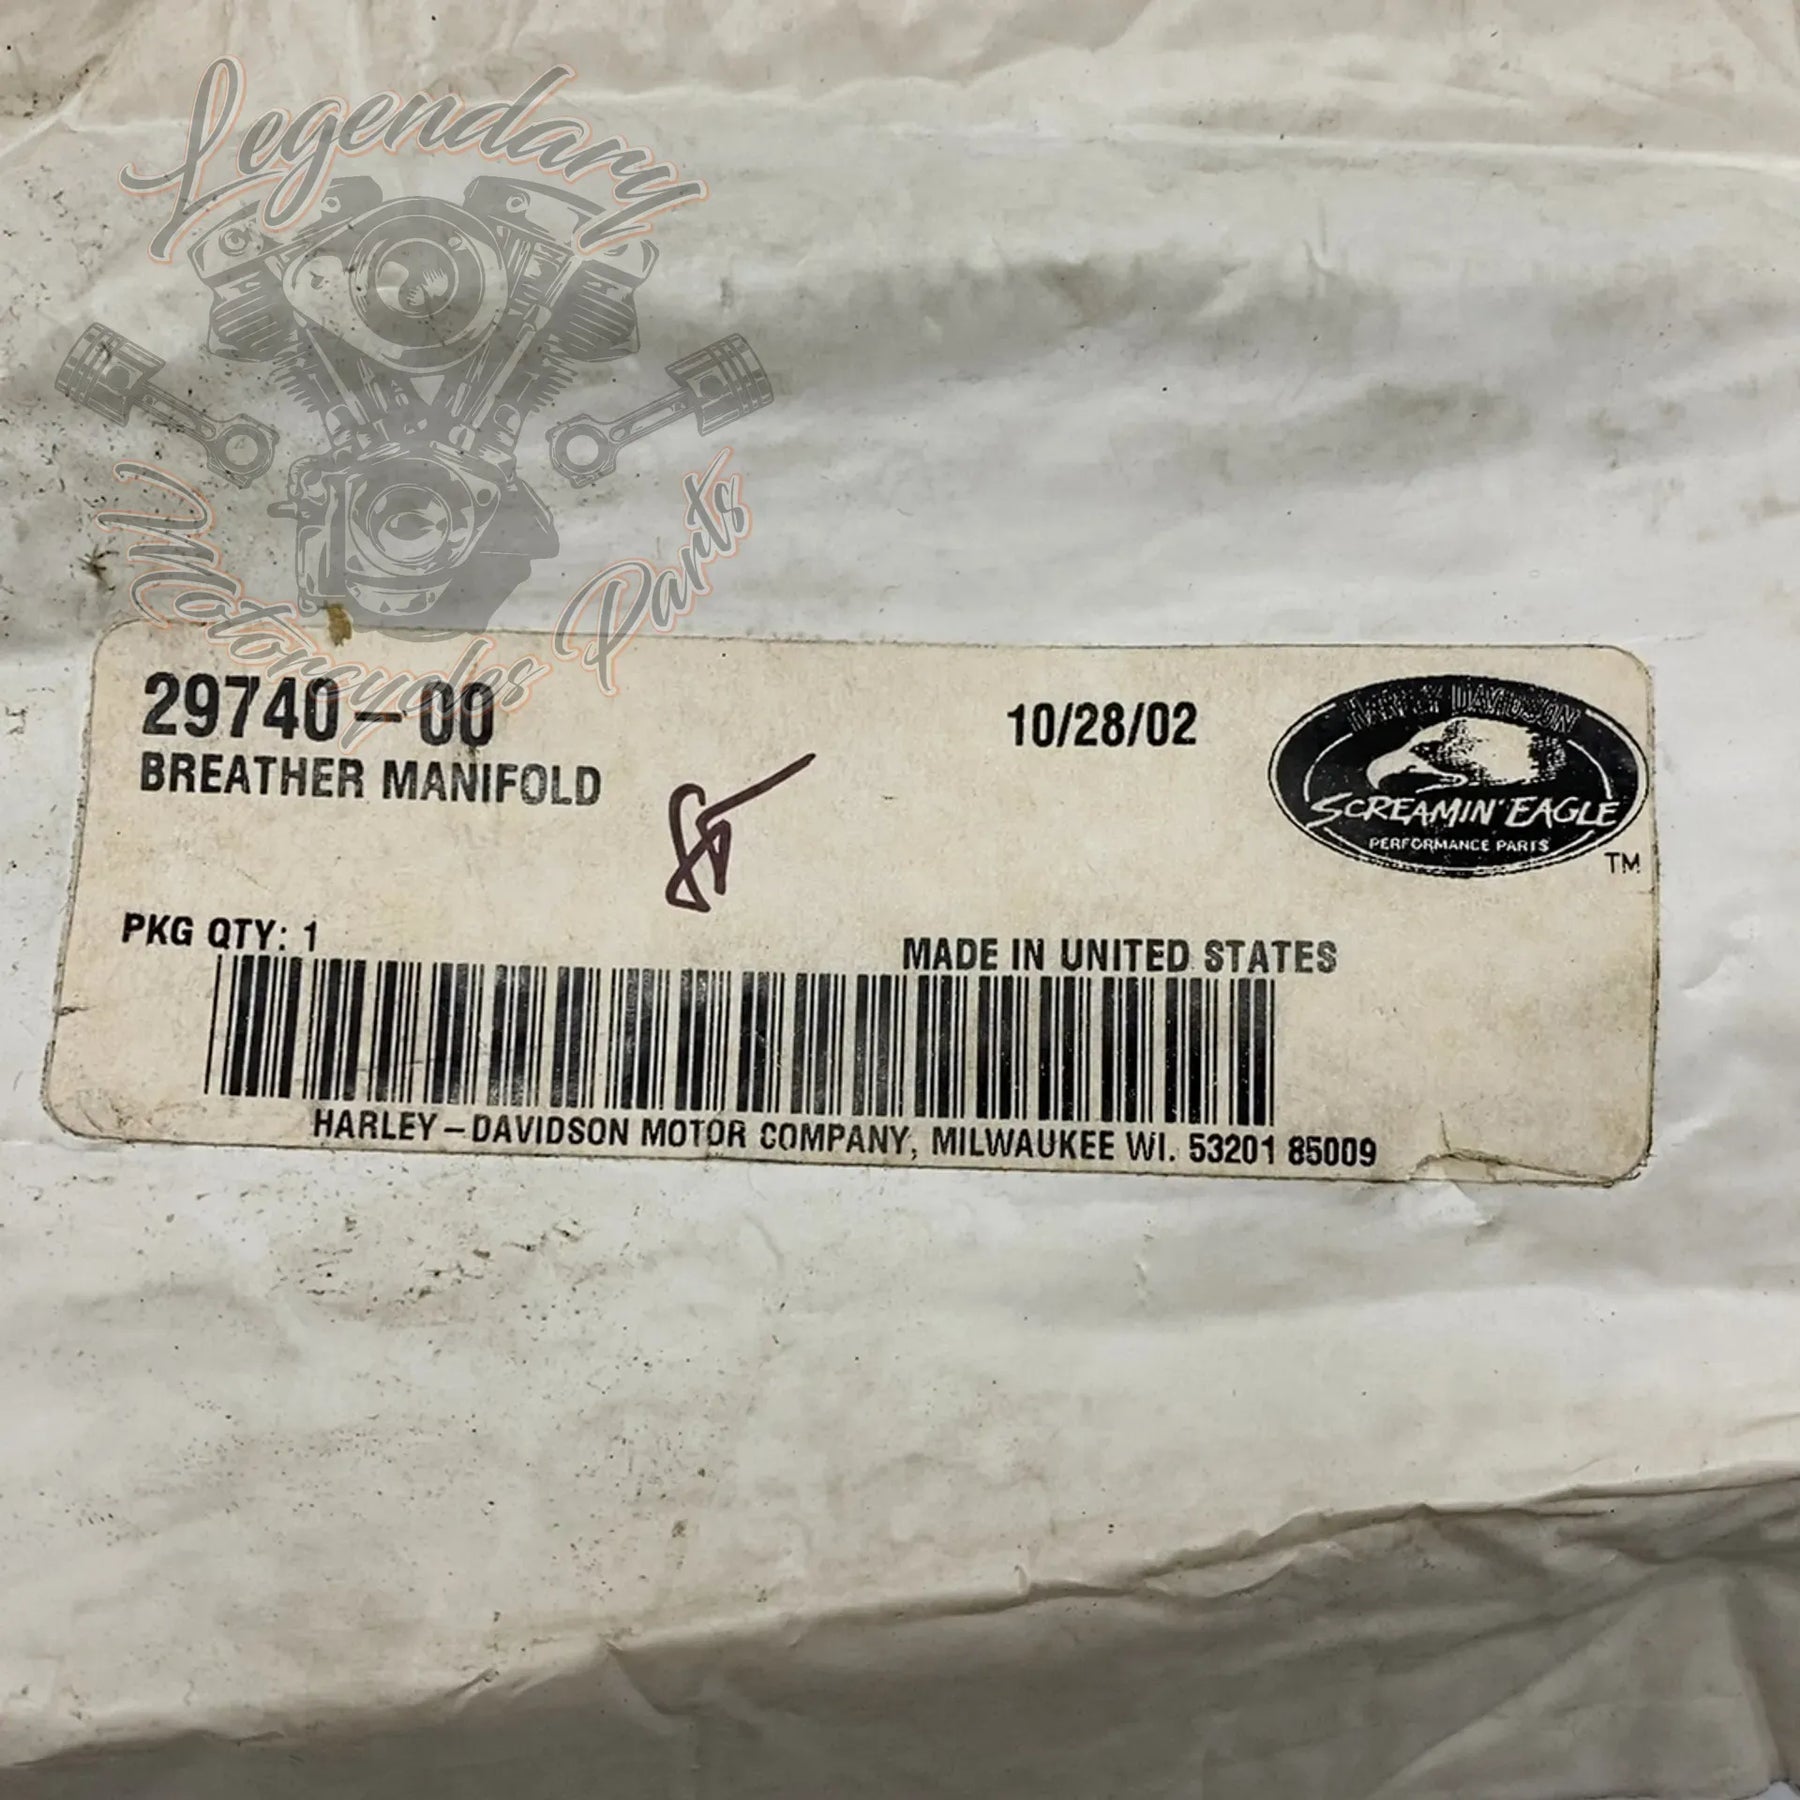 Legendary
Motorcycles Parts
29740-00
BREATHER MANIFOLD
10/28/02
HARLEY DAVIDSON
SCREAMIN' EAGLE
PERFORMANCE PARTS
TM
PKG QTY: 1
MADE IN UNITED STATES
HARLEY-DAVIDSON MOTOR COMPANY, MILWAUKEE WI. 53201 85009